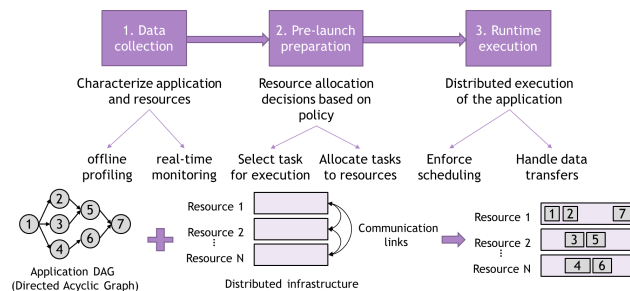 1. Data
collection
2. Pre-launch
preparation
3. Runtime
execution
Characterize application
and resources
Resource allocation
decisions based on
policy
Distributed execution
of the application
offline
profiling
real-time
monitoring
Select task
for execution
Allocate tasks
to resources
Enforce
scheduling
Handle data
transfers
1
2
3
4
5
6
7
Application DAG
(Directed Acyclic Graph)
Resource 1
Resource 2
⋮
Resource N
Distributed infrastructure
Communication
links
Resource 1
1 2 7
Resource 2
3 5
⋮
Resource N
4 6